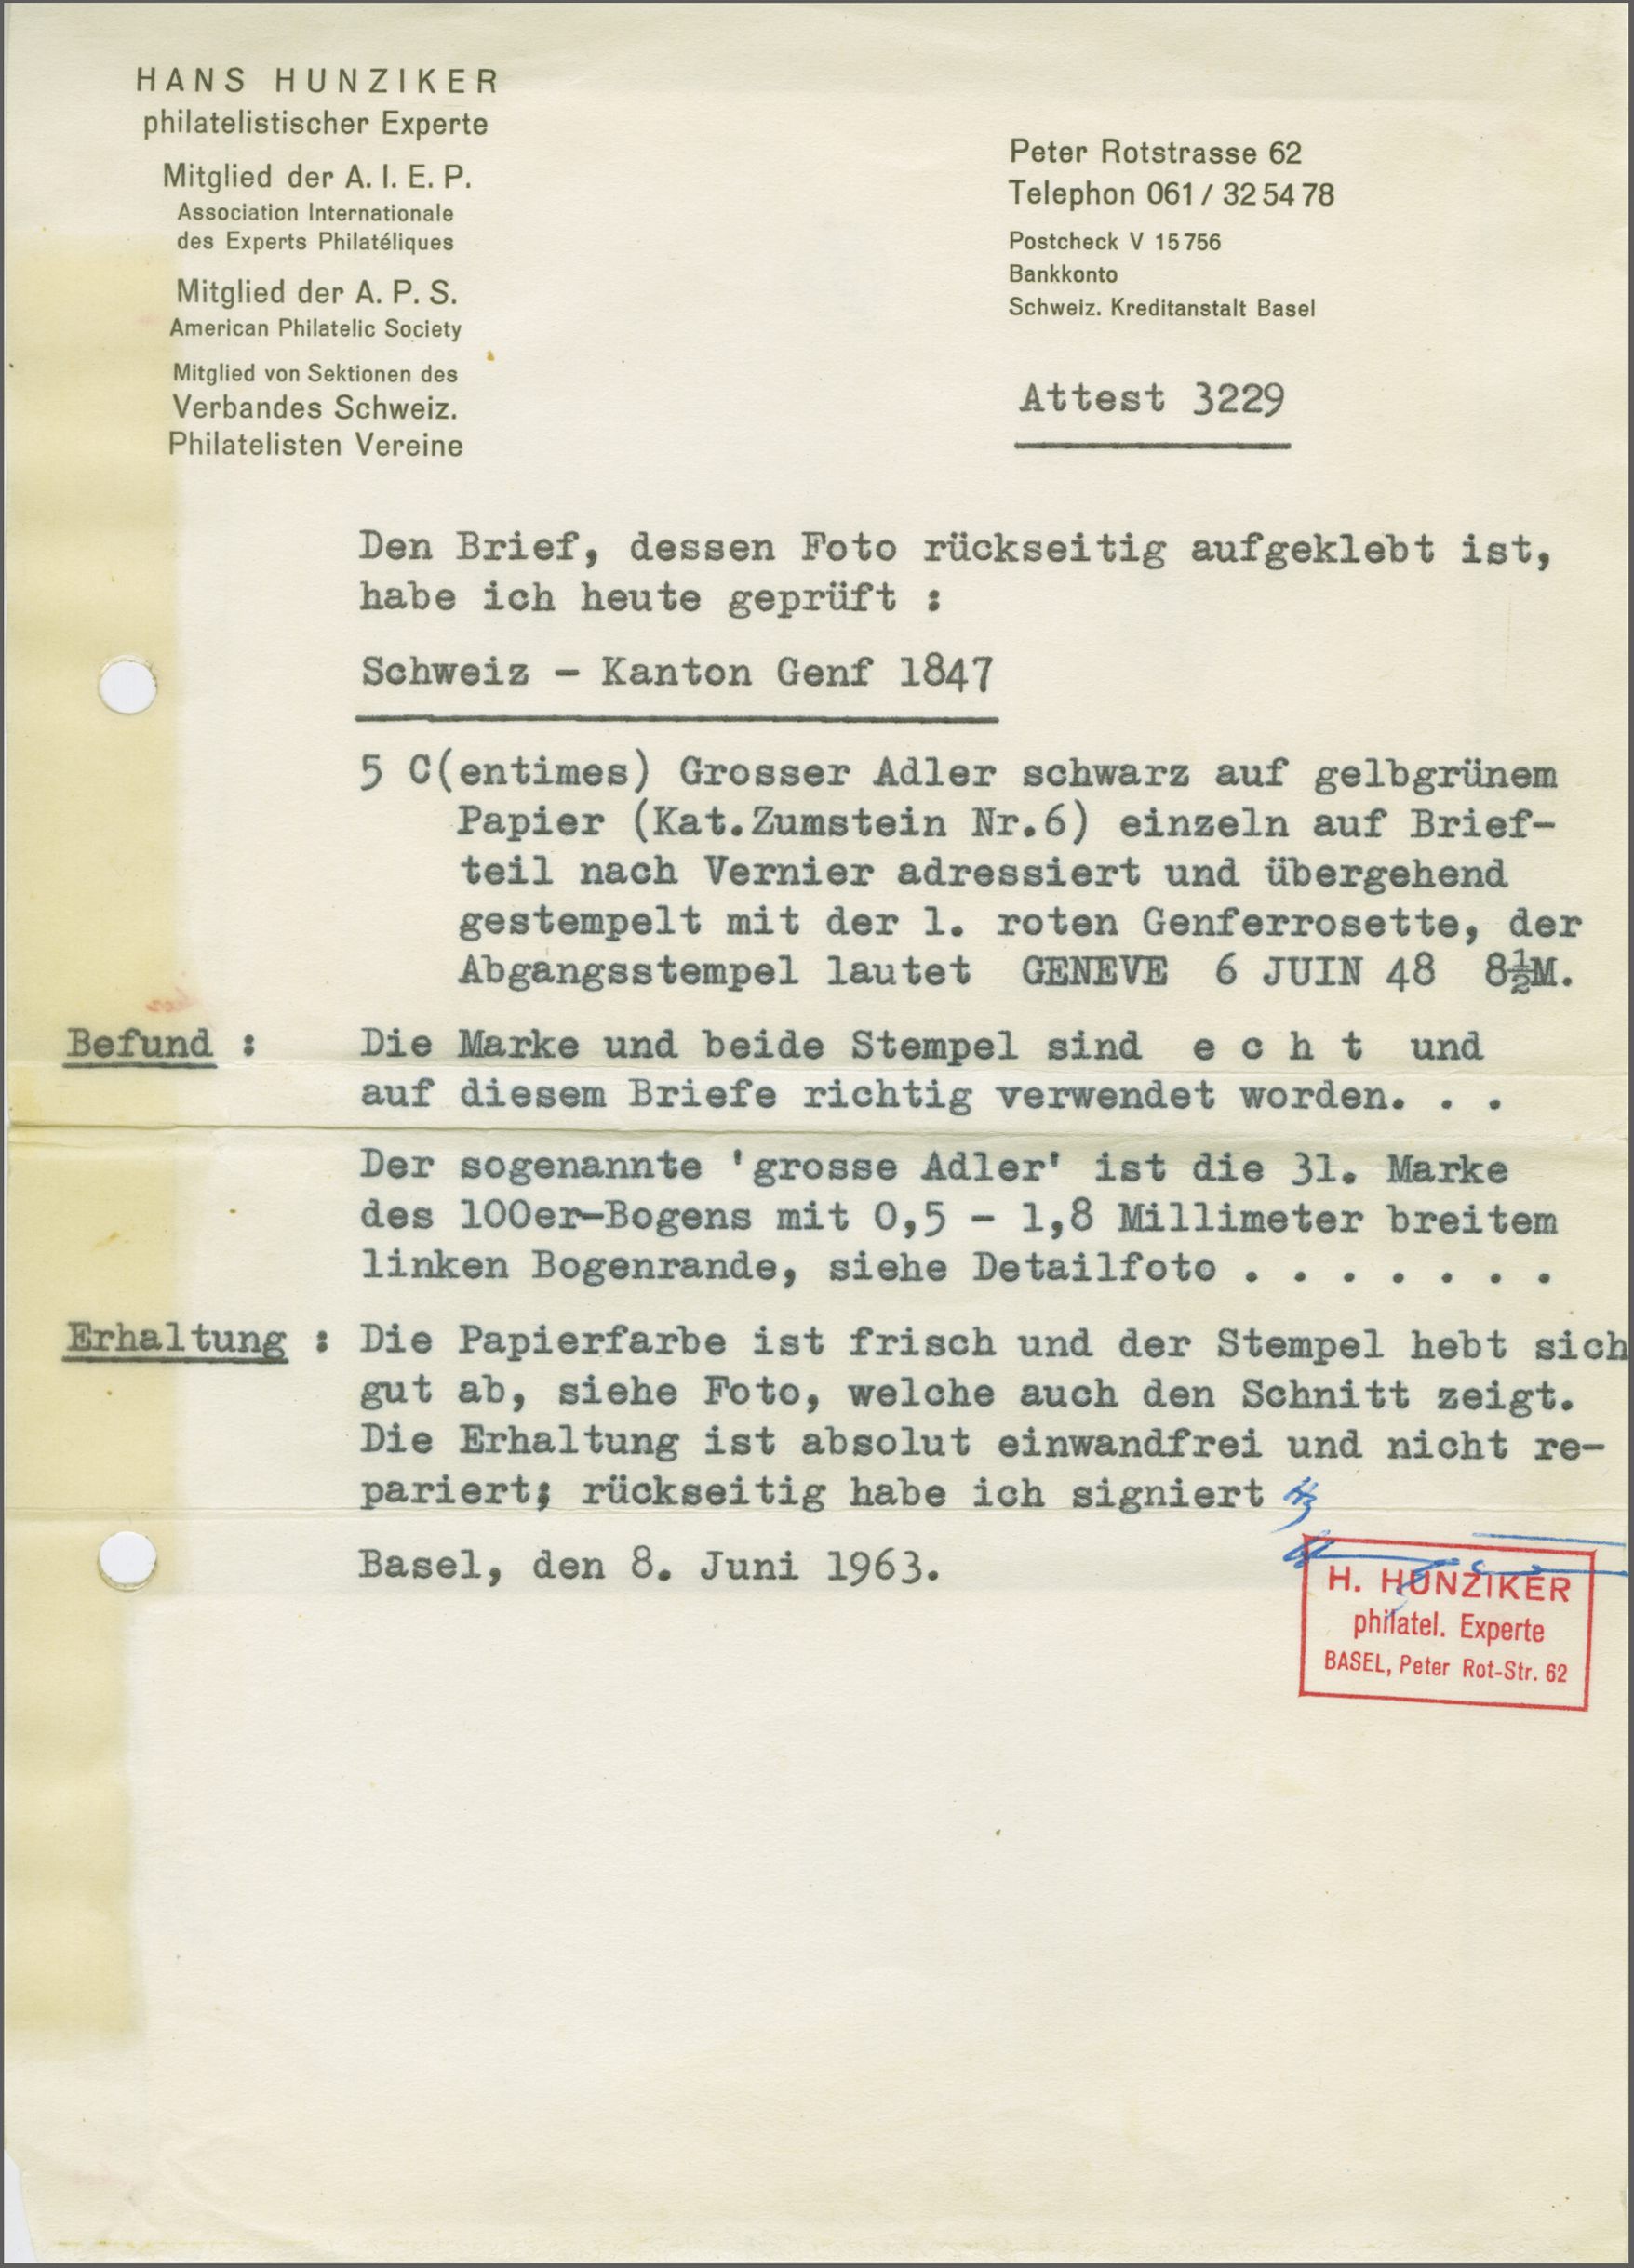 HANS HUNZIKER
philatelistischer Experte
Mitglied der A. I. E. P.
Association Internationale
des Experts Philatéliques
Mitglied der A. P. S.
American Philatelic Society
Mitglied von Sektionen des
Verbandes Schweiz.
Philatelisten Vereine
Peter Rotstrasse 62
Telephon 061 / 32 54 78
Postcheck V 15 756
Bankkonto
Schweiz. Kreditanstalt Basel
Attest 3229
Den Brief, dessen Foto rückseitig aufgeklebt ist,
habe ich heute geprüft :
Schweiz - Kanton Genf 1847
5 C(entimes) Grosser Adler schwarz auf gelbgrünem
Papier (Kat.Zumstein Nr.6) einzeln auf Brief-
teil nach Vernier adressiert und übergehend
gestempelt mit der 1. roten Genferrosette, der
Abgangsstempel lautet GENEVE 6 JUIN 48 8½M.
Befund : Die Marke und beide Stempel sind e c h t und
auf diesem Briefe richtig verwendet worden. . .
Der sogenannte 'grosse Adler' ist die 31. Marke
des 100er-Bogens mit 0,5 - 1,8 Millimeter breitem
linken Bogenrande, siehe Detailfoto . . . . . . .
Erhaltung : Die Papierfarbe ist frisch und der Stempel hebt sich
gut ab, siehe Foto, welche auch den Schnitt zeigt.
Die Erhaltung ist absolut einwandfrei und nicht re-
pariert; rückseitig habe ich signiert
Basel, den 8. Juni 1963.
H. HUNZIKER
philatel. Experte
BASEL, Peter Rot-Str. 62